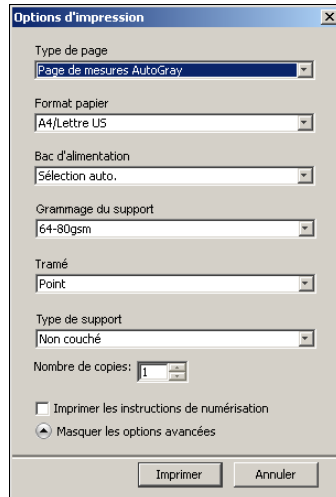 Options d'impression
Type de page
Page de mesures AutoGray
Format papier
A4/Lettre US
Bac d'alimentation
Sélection auto.
Grammage du support
64-80gsm
Tramé
Point
Type de support
Non couché
Nombre de copies: 1
Imprimer les instructions de numérisation
Masquer les options avancées
Imprimer Annuler